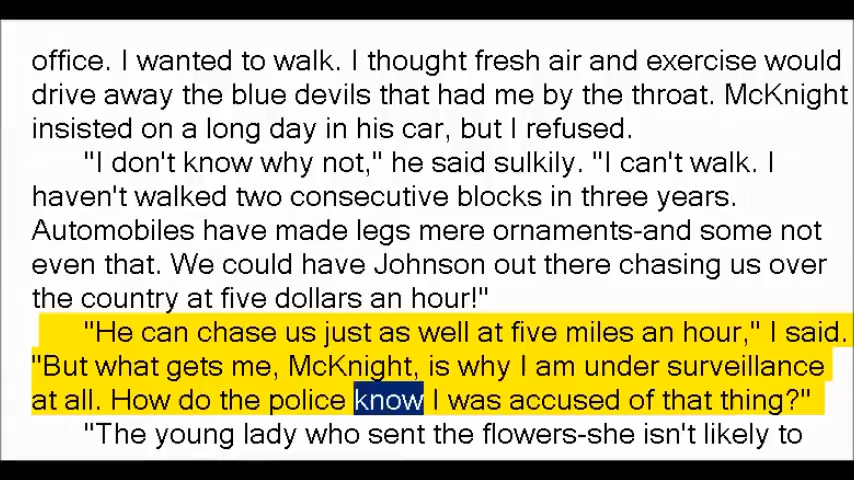 office. I wanted to walk. I thought fresh air and exercise would
drive away the blue devils that had me by the throat. McKnight
insisted on a long day in his car, but I refused.
"I don't know why not," he said sulkily. "I can't walk. I
haven't walked two consecutive blocks in three years.
Automobiles have made legs mere ornaments-and some not
even that. We could have Johnson out there chasing us over
the country at five dollars an hour!"
"He can chase us just as well at five miles an hour," I said.
"But what gets me, McKnight, is why I am under surveillance
at all. How do the police know I was accused of that thing?"
"The young lady who sent the flowers-she isn't likely to